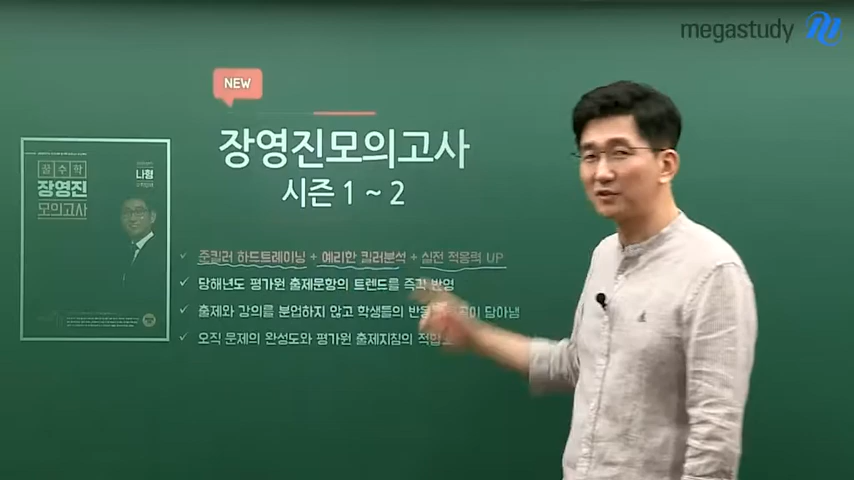 megastudy
NEW
장영진모의고사
시즌 1 ~ 2
꿀수학
나형
장영진
모의고사
준킬러 하드트레이닝 + 예리한 킬러분석 + 실전 적응력 UP
당해년도 평가원 출제문항의 트렌드를 즉각 반영
출제와 강의를 분업하지 않고 학생들의 담아냄
오직 문제의 완성도와 평가원 출제지침의